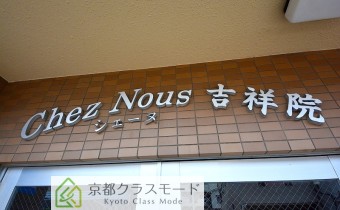 Chez Nous 吉祥院
シェーヌ
京都クラスモード
Kyoto Class Mode